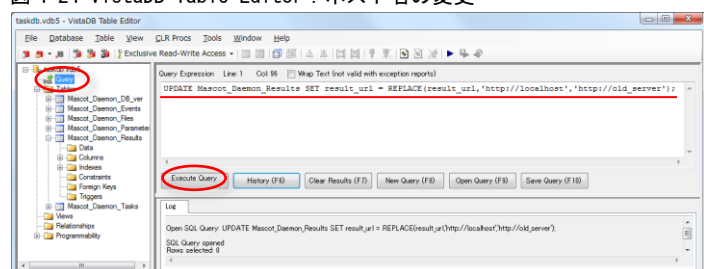 図 1-21 VistaDB Table Editor：ホスト名の変更
taskdb.vdb5 - VistaDB Table Editor
File Database Table View CLR Procs Tools Window Help
Exclusive Read-Write Access
taskdb.vdb5
Query
Tables
Mascot_Daemon_DB_ver
Mascot_Daemon_Events
Mascot_Daemon_Files
Mascot_Daemon_Parameter
Mascot_Daemon_Results
Data
Columns
Indexes
Constraints
Foreign Keys
Triggers
Mascot_Daemon_Tasks
Views
Relationships
Programmability
Query Expression Line 1 Col 96 Wrap Text (not valid with exception reports)
UPDATE Mascot_Daemon_Results SET result_url = REPLACE(result_url,'http://localhost','http://old_server');
Execute Query History (F6) Clear Results (F7) New Query (F8) Open Query (F9) Save Query (F10)
Log
Open SQL Query: UPDATE Mascot_Daemon_Results SET result_url = REPLACE(result_url,'http://localhost','http://old_server');
SQL Query opened
Rows selected: 0